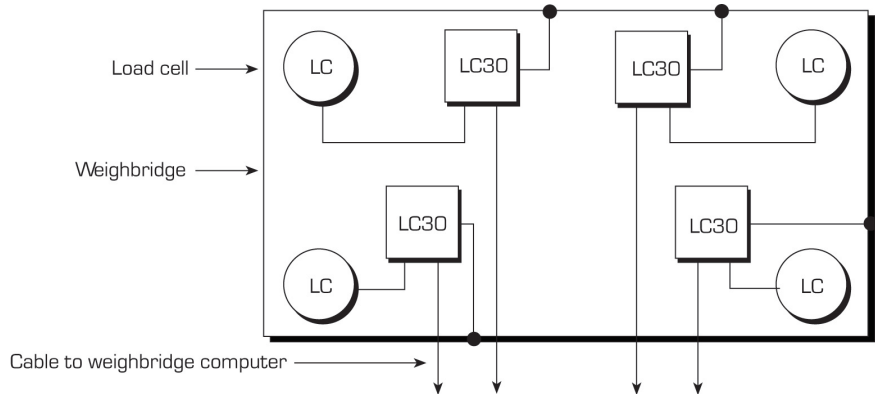 LC
LC30
LC30
LC
Load cell
Weighbridge
LC30
LC30
LC
LC
Cable to weighbridge computer